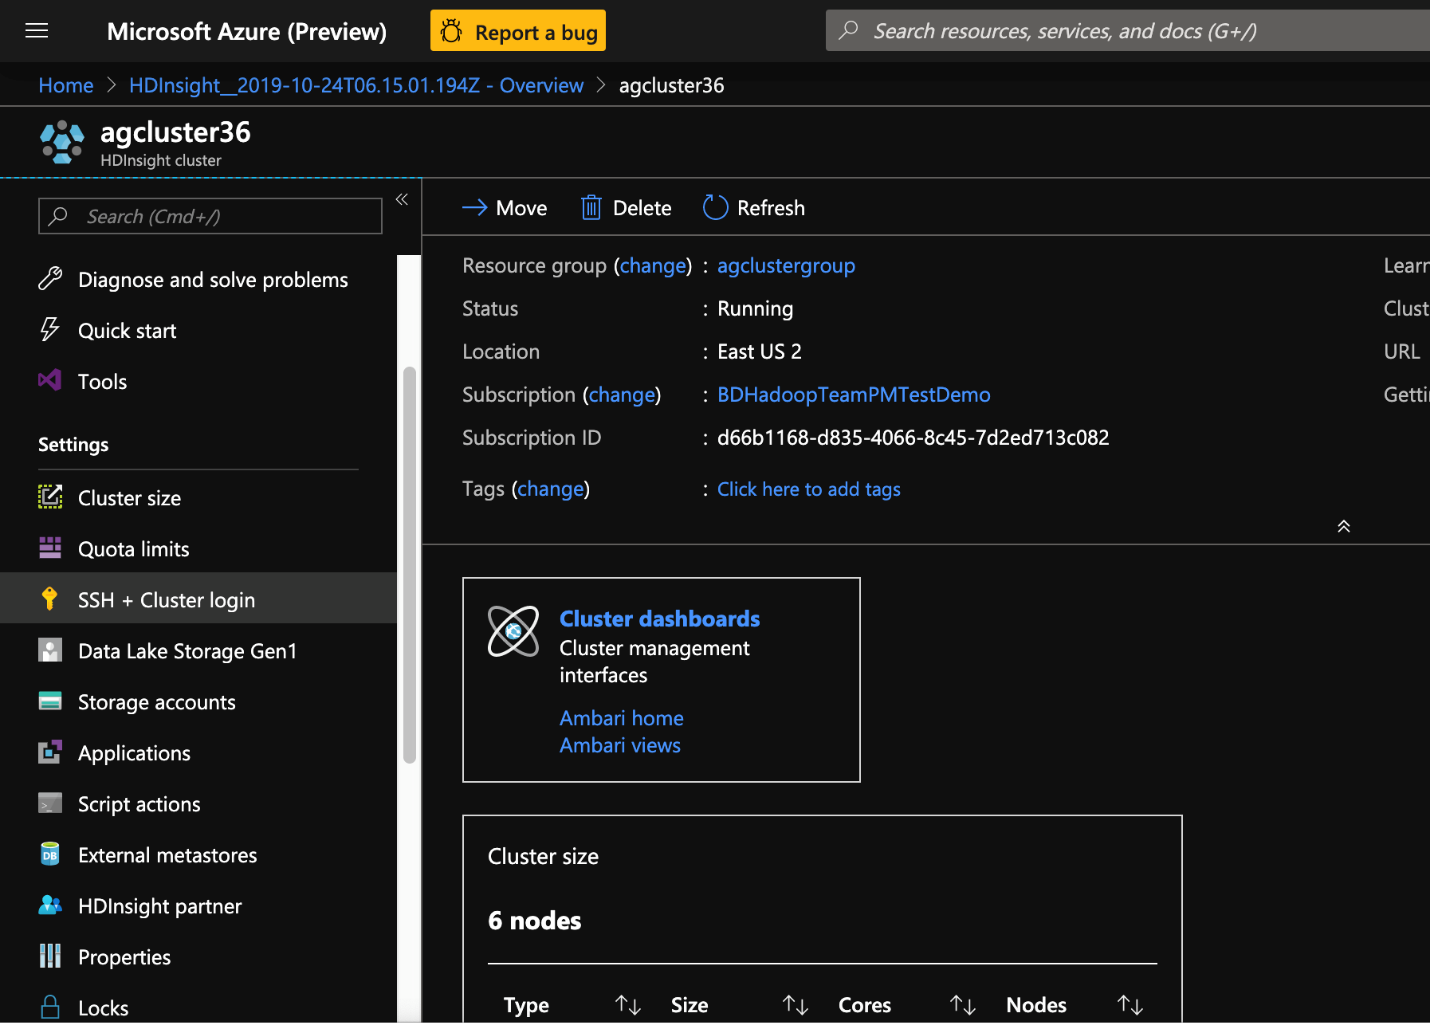 Microsoft Azure (Preview)
Report a bug
Search resources, services, and docs (G+/)
Home > HDInsight__2019-10-24T06.15.01.194Z - Overview > agcluster36
agcluster36
HDInsight cluster
Search (Cmd+/)
«
Diagnose and solve problems
Quick start
Tools
Settings
Cluster size
Quota limits
SSH + Cluster login
Data Lake Storage Gen1
Storage accounts
Applications
Script actions
External metastores
HDInsight partner
Properties
Locks
Move
Delete
Refresh
Resource group (change) : agclustergroup
Status : Running
Location : East US 2
Subscription (change) : BDHadoopTeamPMTestDemo
Subscription ID : d66b1168-d835-4066-8c45-7d2ed713c082
Tags (change) : Click here to add tags
Learn
Clust
URL
Getti
Cluster dashboards
Cluster management
interfaces
Ambari home
Ambari views
Cluster size
6 nodes
Type Size Cores Nodes